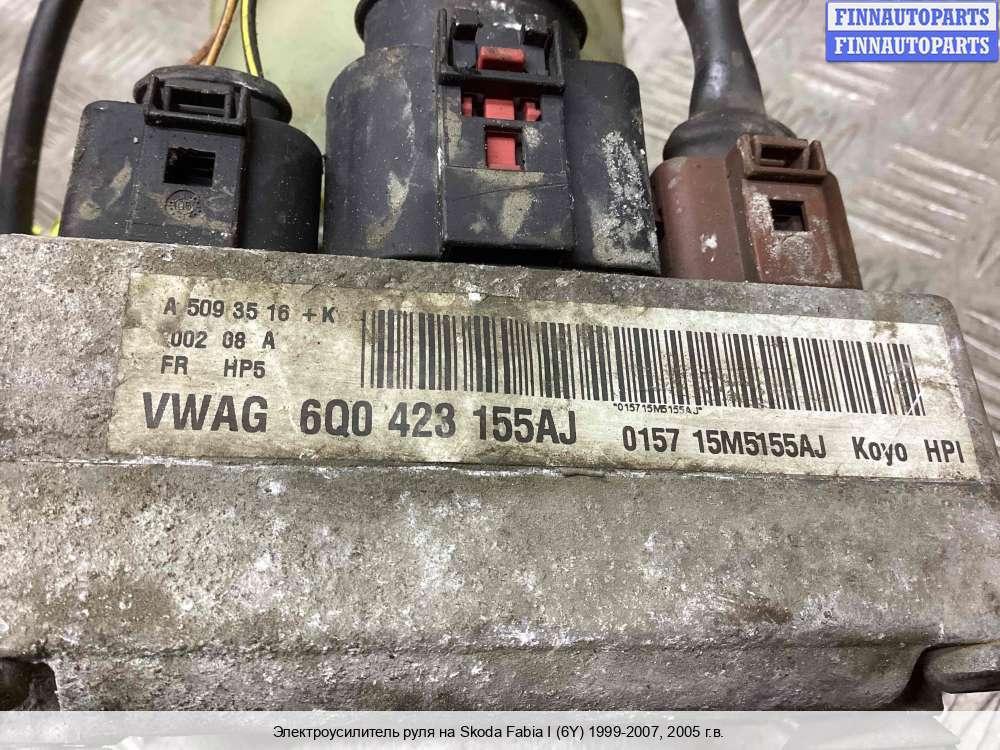 FINNAUTOPARTS
FINNAUTOPARTS
A 509 35 16 + K
002 08 A
FR HP5
*015715M5155AJ*
VWAG 6Q0 423 155AJ 0157 15M5155AJ Koyo HPI
Электроусилитель руля на Skoda Fabia I (6Y) 1999-2007, 2005 г.в.